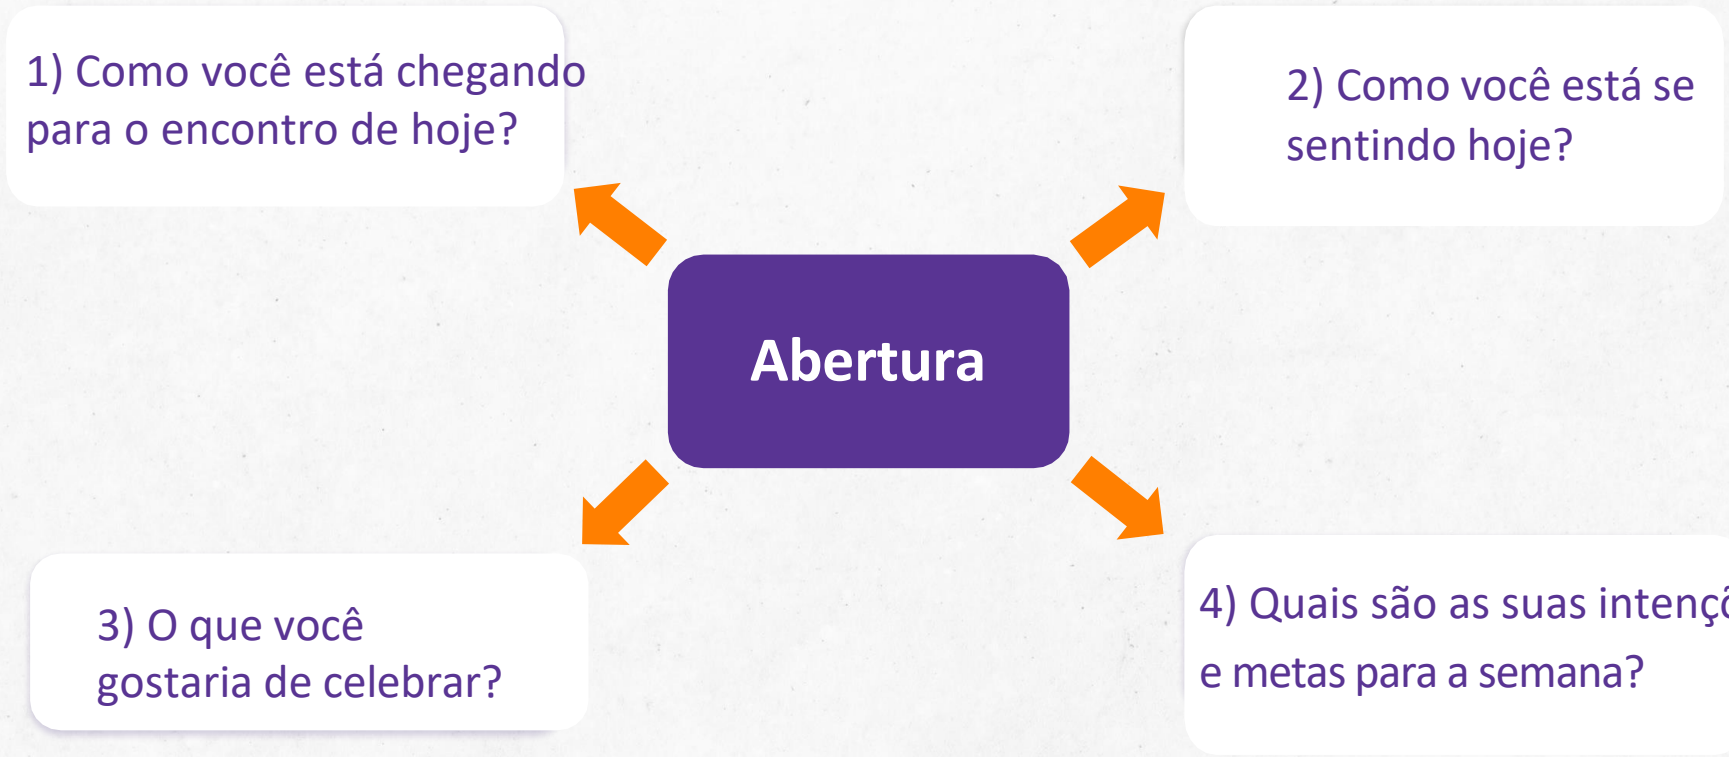 1) Como você está chegando
para o encontro de hoje?
2) Como você está se
sentindo hoje?
Abertura
3) O que você
gostaria de celebrar?
4) Quais são as suas intençõ
e metas para a semana?